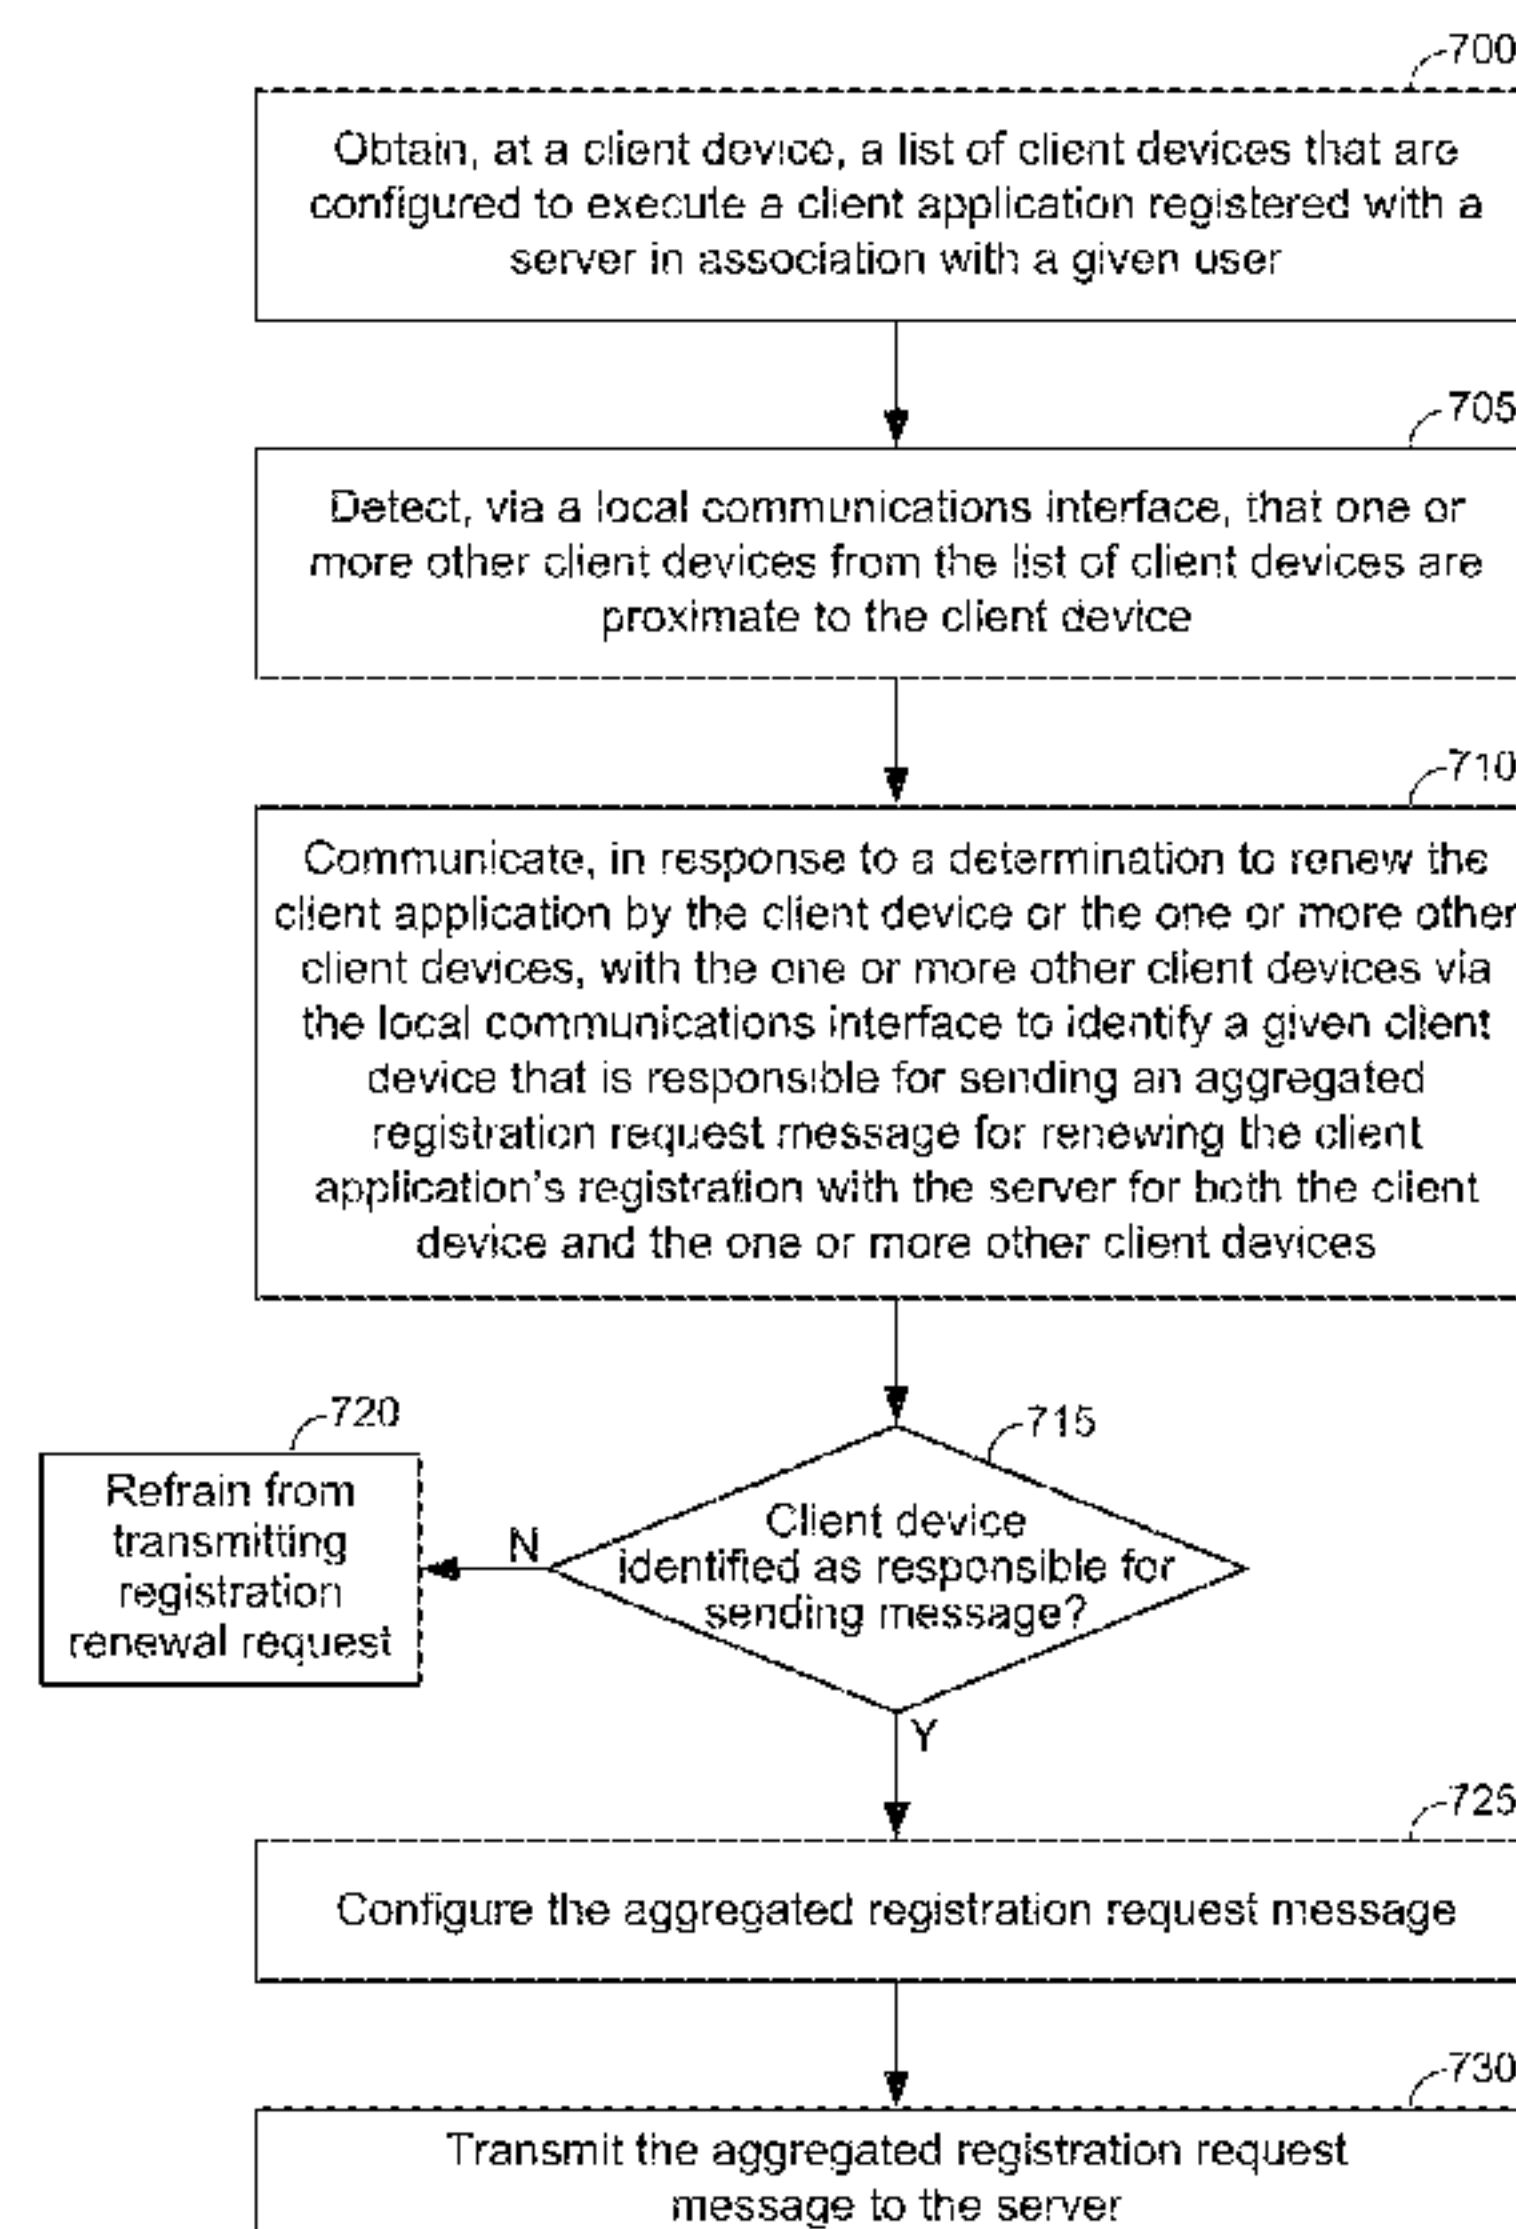 700
Obtain, at a client device, a list of client devices that are
configured to execute a client application registered with a
server in association with a given user
705
Detect, via a local communications interface, that one or
more other client devices from the list of client devices are
proximate to the client device
710
Communicate, in response to a determination to renew the
client application by the client device or the one or more other
client devices, with the one or more other client devices via
the local communications interface to identify a given client
device that is responsible for sending an aggregated
registration request message for renewing the client
application's registration with the server for both the client
device and the one or more other client devices
720
715
Refrain from
transmitting
registration
renewal request
N
Client device
identified as responsible for
sending message?
Y
725
Configure the aggregated registration request message
730
Transmit the aggregated registration request
message to the server